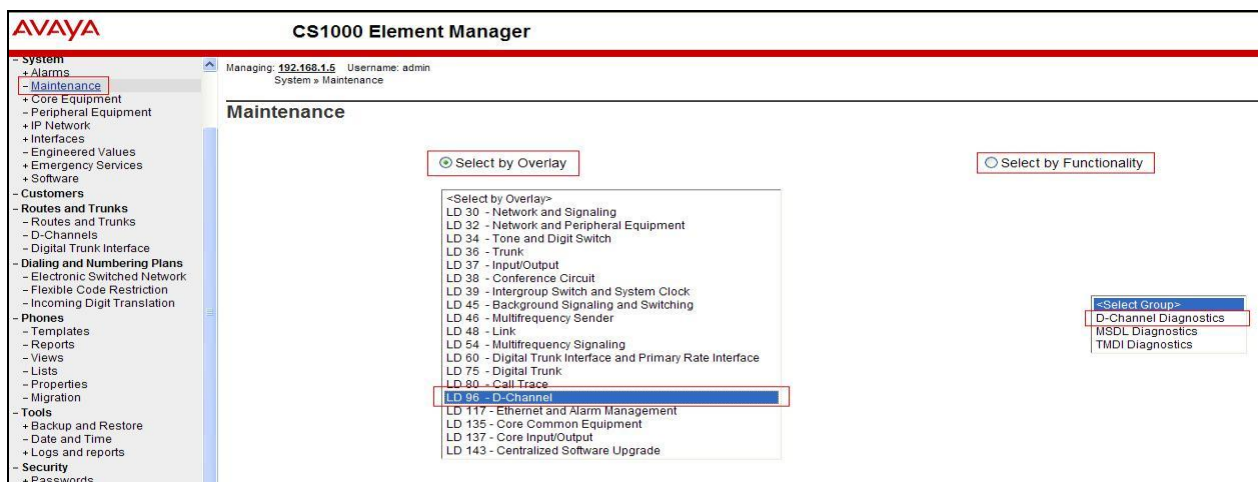 AVAYA
CS1000 Element Manager
- System
+ Alarms
- Maintenance
+ Core Equipment
- Peripheral Equipment
+ IP Network
+ Interfaces
- Engineered Values
+ Emergency Services
+ Software
- Customers
- Routes and Trunks
- Routes and Trunks
- D-Channels
- Digital Trunk Interface
- Dialing and Numbering Plans
- Electronic Switched Network
- Flexible Code Restriction
- Incoming Digit Translation
- Phones
- Templates
- Reports
- Views
- Lists
- Properties
- Migration
- Tools
+ Backup and Restore
- Date and Time
+ Logs and reports
- Security
+ Passwords
Managing: 192.168.1.5 Username: admin
System » Maintenance
Maintenance
Select by Overlay
<Select by Overlay>
LD 30 - Network and Signaling
LD 32 - Network and Peripheral Equipment
LD 34 - Tone and Digit Switch
LD 36 - Trunk
LD 37 - Input/Output
LD 38 - Conference Circuit
LD 39 - Intergroup Switch and System Clock
LD 45 - Background Signaling and Switching
LD 46 - Multifrequency Sender
LD 48 - Link
LD 54 - Multifrequency Signaling
LD 60 - Digital Trunk Interface and Primary Rate Interface
LD 75 - Digital Trunk
LD 80 - Call Trace
LD 96 - D-Channel
LD 117 - Ethernet and Alarm Management
LD 135 - Core Common Equipment
LD 137 - Core Input/Output
LD 143 - Centralized Software Upgrade
Select by Functionality
<Select Group>
D-Channel Diagnostics
MSDL Diagnostics
TMDI Diagnostics